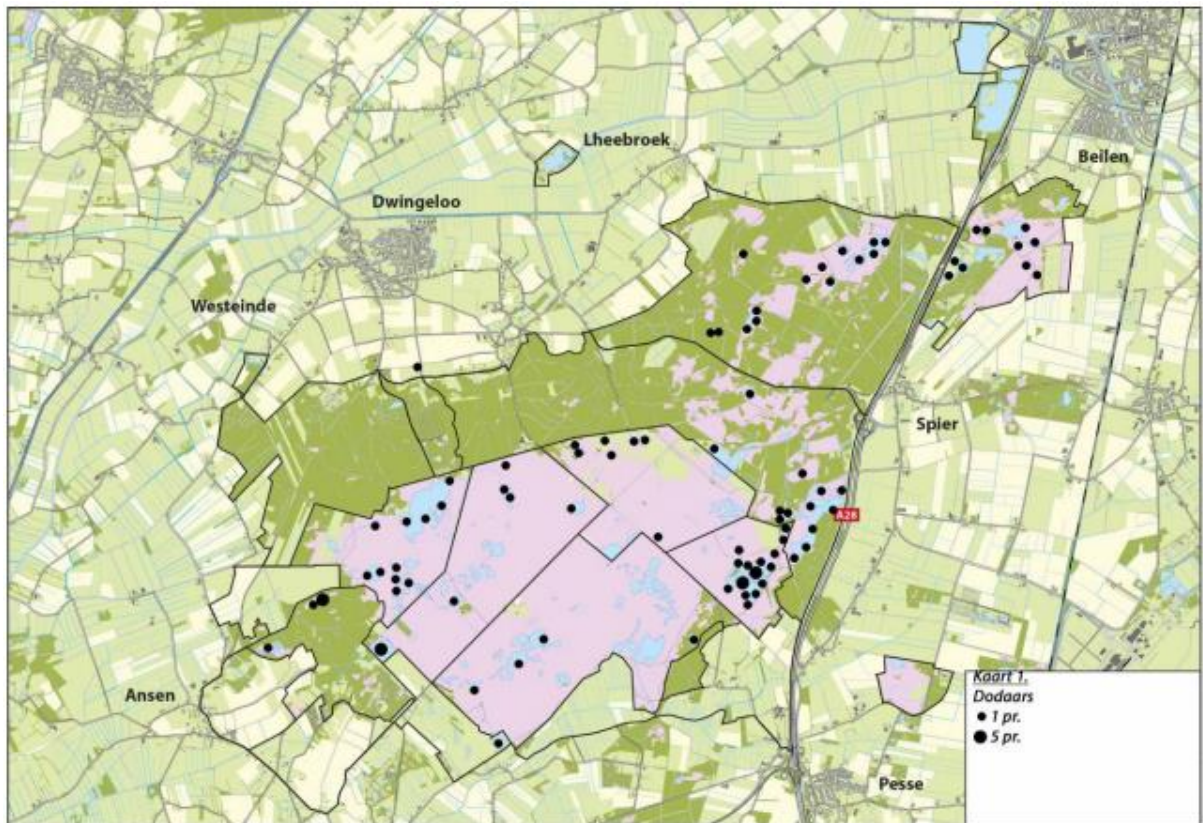 Lheebroek
Beilen
Dwingeloo
Westeinde
Spier
A28
Ansen
Kaart 1.
Dodaars
1 pr.
5 pr.
Pesse